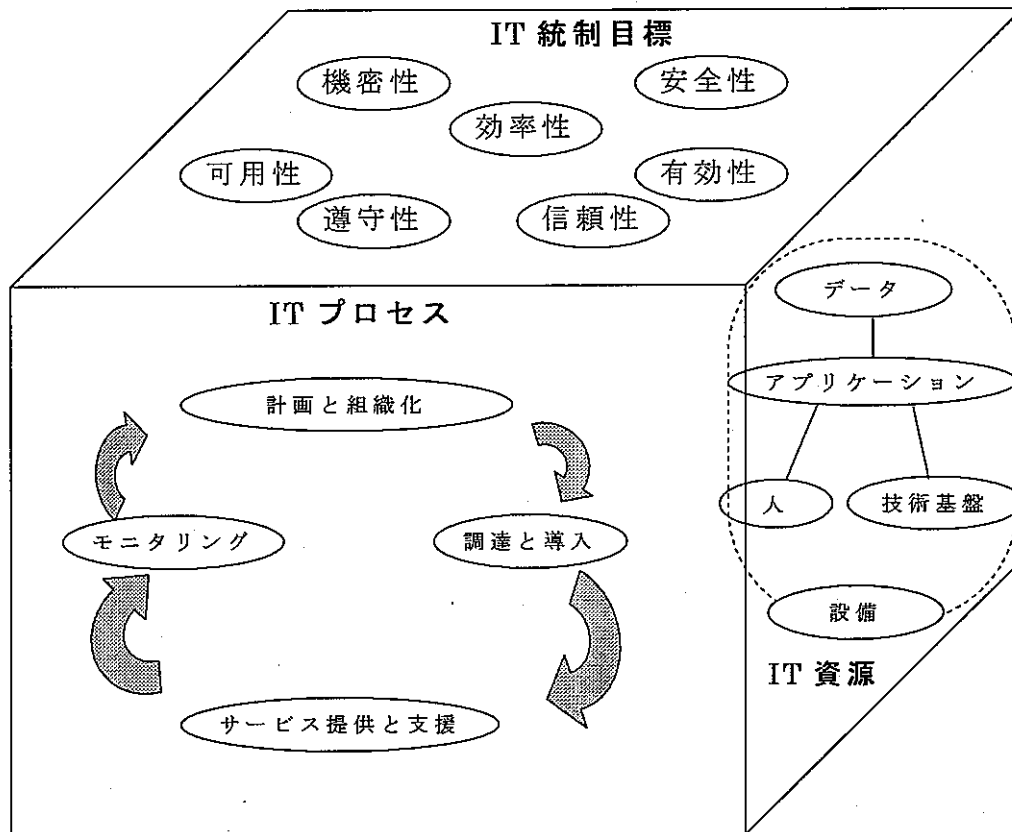 IT 統制目標
機密性
安全性
効率性
可用性
有効性
遵守性
信頼性
IT プロセス
計画と組織化
モニタリング
調達と導入
サービス提供と支援
データ
アプリケーション
人
技術基盤
設備
IT 資源